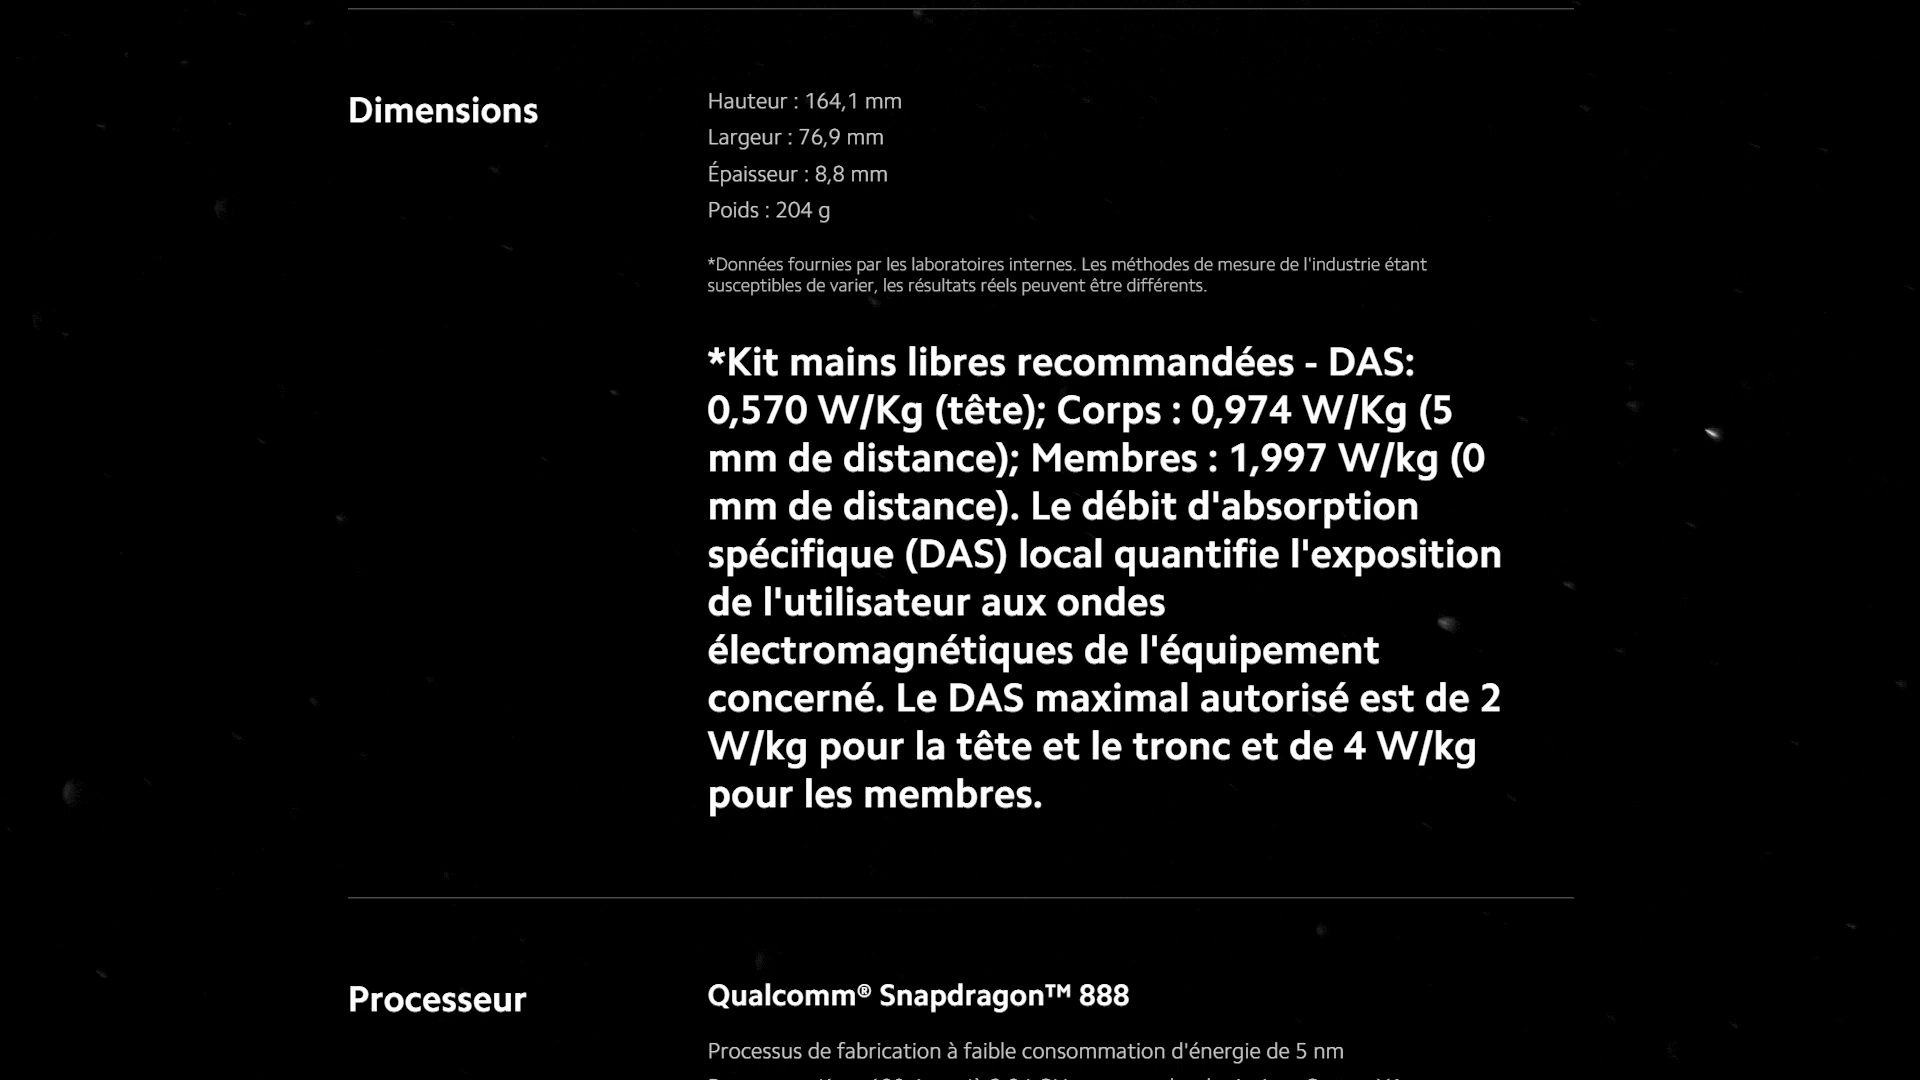 Dimensions
Hauteur : 164,1 mm
Largeur : 76,9 mm
Épaisseur : 8,8 mm
Poids : 204 g
*Données fournies par les laboratoires internes. Les méthodes de mesure de l'industrie étant
susceptibles de varier, les résultats réels peuvent être différents.
*Kit mains libres recommandées - DAS:
0,570 W/Kg (tête); Corps : 0,974 W/Kg (5
mm de distance); Membres : 1,997 W/kg (0
mm de distance). Le débit d'absorption
spécifique (DAS) local quantifie l'exposition
de l'utilisateur aux ondes
électromagnétiques de l'équipement
concerné. Le DAS maximal autorisé est de 2
W/kg pour la tête et le tronc et de 4 W/kg
pour les membres.
Processeur
Qualcomm® Snapdragon™ 888
Processus de fabrication à faible consommation d'énergie de 5 nm